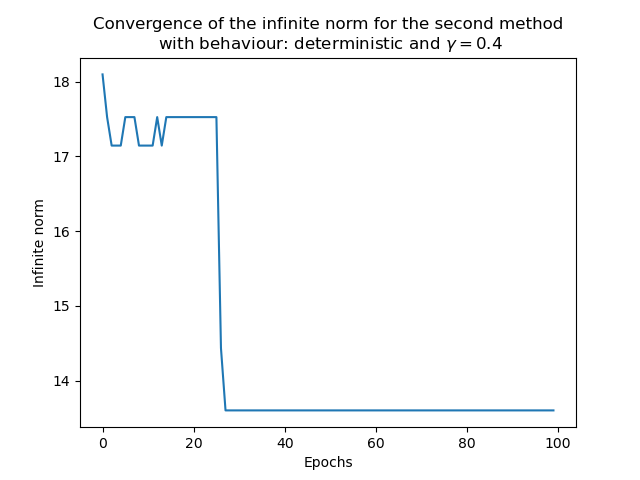 Convergence of the infinite norm for the second method
with behaviour: deterministic and γ = 0.4
18
17
16
15
14
Infinite norm
0 20 40 60 80 100
Epochs